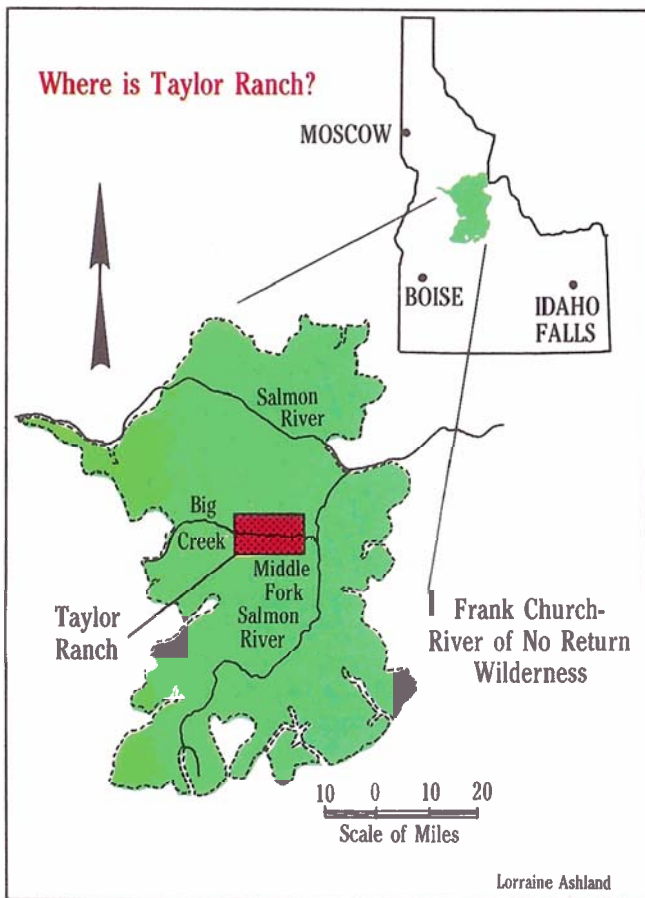 Where is Taylor Ranch?
MOSCOW
BOISE
IDAHO
FALLS
Salmon
River
Big
Creek
Middle
Fork
Salmon
River
Taylor
Ranch
Frank Church-
River of No Return
Wilderness
10 0 10 20
Scale of Miles
Lorraine Ashland